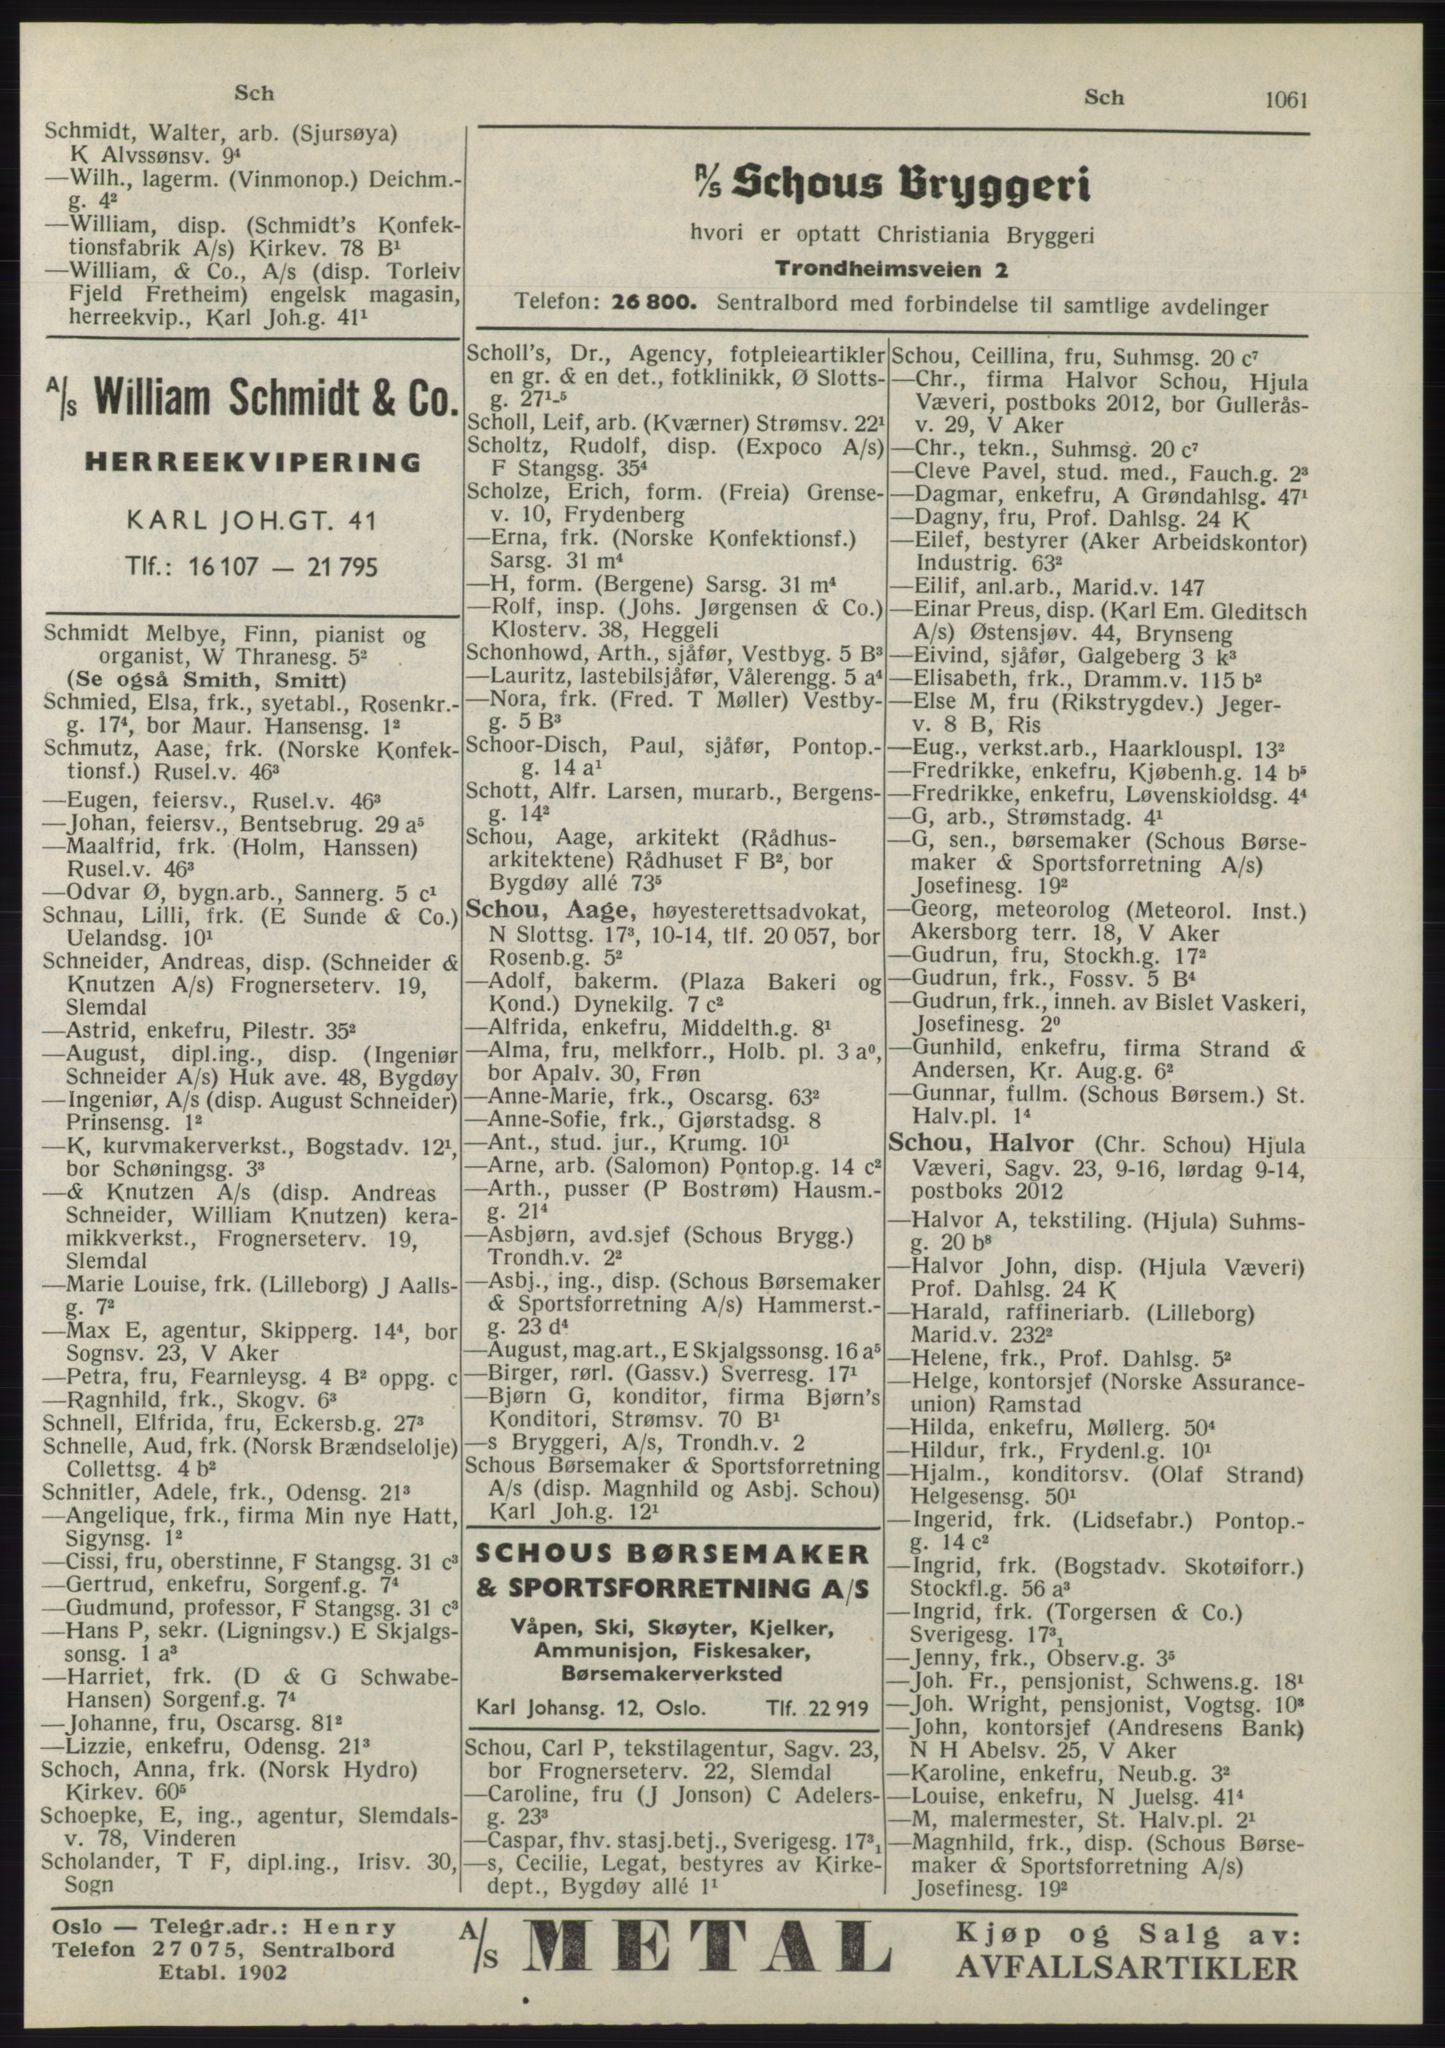 Sch
Sch 1061
Schmidt, Walter, arb. (Sjursøya)
K Alvssønsv. 9⁴
—Wilh., lagerm. (Vinmonop.) Deichm.-
g. 4²
—William, disp. (Schmidt's Konfek-
tionsfabrik A/s) Kirkev. 78 B¹
—William, & Co., A/s (disp. Torleiv
Fjeld Fretheim) engelsk magasin,
herreekvip., Karl Joh.g. 41¹
A/s William Schmidt & Co.
HERREEKVIPERING
KARL JOH.GT. 41
Tlf.: 16107 — 21795
Schmidt Melbye, Finn, pianist og
organist, W Thranesg. 5²
(Se også Smith, Smitt)
Schmied, Elsa, frk., syetabl., Rosenkr.-
g. 17⁴, bor Maur. Hansensg. 1²
Schmutz, Aase, frk. (Norske Konfek-
tionsf.) Rusel.v. 46³
—Eugen, feiersv., Rusel.v. 46³
—Johan, feiersv., Bentsebrug. 29 a⁵
—Maalfrid, frk. (Holm, Hanssen)
Rusel.v. 46³
—Odvar Ø, bygn.arb., Sannerg. 5 c¹
Schnau, Lilli, frk. (E Sunde & Co.)
Uelandsg. 10¹
Schneider, Andreas, disp. (Schneider &
Knutzen A/s) Frognerseterv. 19,
Slemdal
—Astrid, enkefru, Pilestr. 35²
—August, dipl.ing., disp. (Ingeniør
Schneider A/s) Huk ave. 48, Bygdøy
—Ingeniør, A/s (disp. August Schneider)
Prinsensg. 1²
—K, kurvmakerverkst., Bogstadv. 12¹,
bor Schøningsg. 3³
—& Knutzen A/s (disp. Andreas
Schneider, William Knutzen) kera-
mikkverkst., Frognerseterv. 19,
Slemdal
—Marie Louise, frk. (Lilleborg) J Aalls-
g. 7²
—Max E, agentur, Skipperg. 14⁴, bor
Sognsv. 23, V Aker
—Petra, fru, Fearnleysg. 4 B² oppg. c
—Ragnhild, frk., Skogv. 6³
Schnell, Elfrida, fru, Eckersb.g. 27³
Schnelle, Aud, frk. (Norsk Brændselolje)
Collettsg. 4 b²
Schnitler, Adele, frk., Odensg. 21³
—Angelique, frk., firma Min nye Hatt,
Sigynsg. 1²
—Cissi, fru, oberstinne, F Stangsg. 31 c³
—Gertrud, enkefru, Sorgenf.g. 7⁴
—Gudmund, professor, F Stangsg. 31 c³
—Hans P, sekr. (Ligningsv.) E Skjalgs-
sonsg. 1 a³
—Harriet, frk. (D & G Schwabe-
Hansen) Sorgenf.g. 7⁴
—Johanne, fru, Oscarsg. 81²
—Lizzie, enkefru, Odensg. 21³
Schoch, Anna, frk. (Norsk Hydro)
Kirkev. 60⁵
Schoepke, E, ing., agentur, Slemdals-
v. 78, Vinderen
Scholander, T F, dipl.ing., Irisv. 30,
Sogn
A/S Schous Bryggeri
hvori er optatt Christiania Bryggeri
Trondheimsveien 2
Telefon: 26 800. Sentralbord med forbindelse til samtlige avdelinger
Scholl's, Dr., Agency, fotpleieartikler
en gr. & en det., fotklinikk, Ø Slotts-
g. 27¹-⁵
Scholl, Leif, arb. (Kværner) Strømsv. 22¹
Scholtz, Rudolf, disp. (Expoco A/s)
F Stangsg. 35⁴
Scholze, Erich, form. (Freia) Grense-
v. 10, Frydenberg
—Erna, frk. (Norske Konfektionsf.)
Sarsg. 31 m⁴
—H, form. (Bergene) Sarsg. 31 m⁴
—Rolf, insp. (Johs. Jørgensen & Co.)
Klosterv. 38, Heggeli
Schonhowd, Arth., sjåfør, Vestbyg. 5 B³
—Lauritz, lastebilsjåfør, Vålerengg. 5 a⁴
—Nora, frk. (Fred. T Møller) Vestby-
g. 5 B³
Schoor-Disch, Paul, sjåfør, Pontop.-
g. 14 a¹
Schott, Alfr. Larsen, murarb., Bergens-
g. 14²
Schou, Aage, arkitekt (Rådhus-
arkitektene) Rådhuset F B², bor
Bygdøy allé 73⁵
Schou, Aage, høyesterettsadvokat,
N Slottsg. 17³, 10-14, tlf. 20 057, bor
Rosenb.g. 5²
—Adolf, bakerm. (Plaza Bakeri og
Kond.) Dynekilg. 7 c²
—Alfrida, enkefru, Middelth.g. 8¹
—Alma, fru, melkforr., Holb. pl. 3 a⁰,
bor Apalv. 30, Frøn
—Anne-Marie, frk., Oscarsg. 63²
—Anne-Sofie, frk., Gjørstadsg. 8
—Ant., stud. jur., Krumg. 10¹
—Arne, arb. (Salomon) Pontop.g. 14 c²
—Arth., pusser (P Bostrøm) Hausm.-
g. 21⁴
—Asbjørn, avd.sjef (Schous Brygg.)
Trondh.v. 2²
—Asbj., ing., disp. (Schous Børsemaker
& Sportsforretning A/s) Hammerst.-
g. 23 d⁴
—August, mag.art., E Skjalgssonsg. 16 a⁵
—Birger, rørl. (Gassv.) Sverresg. 17¹
—Bjørn G, konditor, firma Bjørn's
Konditori, Strømsv. 70 B¹
—s Bryggeri, A/s, Trondh.v. 2
Schous Børsemaker & Sportsforretning
A/s (disp. Magnhild og Asbj. Schou)
Karl Joh.g. 12¹
SCHOUS BØRSEMAKER
& SPORTSFORRETNING A/S
Våpen, Ski, Skøyter, Kjelker,
Ammunisjon, Fiskesaker,
Børsemakerverksted
Karl Johansg. 12, Oslo. Tlf. 22 919
Schou, Carl P, tekstilagentur, Sagv. 23,
bor Frognerseterv. 22, Slemdal
—Caroline, fru (J Jonson) C Adelers-
g. 23³
—Caspar, fhv. stasj.betj., Sverigesg. 17³₁
—s, Cecilie, Legat, bestyres av Kirke-
dept., Bygdøy allé 1¹
Schou, Ceillina, fru, Suhmsg. 20 c⁷
—Chr., firma Halvor Schou, Hjula
Væveri, postboks 2012, bor Gullerås-
v. 29, V Aker
—Chr., tekn., Suhmsg. 20 c⁷
—Cleve Pavel, stud. med., Fauch.g. 2³
—Dagmar, enkefru, A Grøndahlsg. 47¹
—Dagny, fru, Prof. Dahlsg. 24 K
—Eilef, bestyrer (Aker Arbeidskontor)
Industrig. 63²
—Eilif, anl.arb., Marid.v. 147
—Einar Preus, disp. (Karl Em. Gleditsch
A/s) Østensjøv. 44, Brynseng
—Eivind, sjåfør, Galgeberg 3 k³
—Elisabeth, frk., Dramm.v. 115 b²
—Else M, fru (Rikstrygdev.) Jeger-
v. 8 B, Ris
—Eug., verkst.arb., Haarklouspl. 13²
—Fredrikke, enkefru, Kjøbenh.g. 14 b⁵
—Fredrikke, enkefru, Løvenskioldsg. 4⁴
—G, arb., Strømstadg. 4¹
—G, sen., børsemaker (Schous Børse-
maker & Sportsforretning A/s)
Josefinesg. 19²
—Georg, meteorolog (Meteorol. Inst.)
Akersborg terr. 18, V Aker
—Gudrun, fru, Stockh.g. 17²
—Gudrun, frk., Fossv. 5 B⁴
—Gudrun, frk., inneh. av Bislet Vaskeri,
Josefinesg. 2⁰
—Gunhild, enkefru, firma Strand &
Andersen, Kr. Aug.g. 6²
—Gunnar, fullm. (Schous Børsem.) St.
Halv.pl. 1⁴
Schou, Halvor (Chr. Schou) Hjula
Væveri, Sagv. 23, 9-16, lørdag 9-14,
postboks 2012
—Halvor A, tekstiling. (Hjula) Suhms-
g. 20 b⁸
—Halvor John, disp. (Hjula Væveri)
Prof. Dahlsg. 24 K
—Harald, raffineriarb. (Lilleborg)
Marid.v. 232²
—Helene, frk., Prof. Dahlsg. 5²
—Helge, kontorsjef (Norske Assurance-
union) Ramstad
—Hilda, enkefru, Møllerg. 50⁴
—Hildur, frk., Frydenl.g. 10¹
—Hjalm., konditorsv. (Olaf Strand)
Helgesensg. 50¹
—Ingerid, frk. (Lidsefabr.) Pontop.-
g. 14 c²
—Ingrid, frk. (Bogstadv. Skotøiforr.)
Stockfl.g. 56 a³
—Ingrid, frk. (Torgersen & Co.)
Sverigesg. 17³₁
—Jenny, frk., Observ.g. 3⁵
—Joh. Fr., pensjonist, Schwens.g. 18¹
—Joh. Wright, pensjonist, Vogtsg. 10³
—John, kontorsjef (Andresens Bank)
N H Abelsv. 25, V Aker
—Karoline, enkefru, Neub.g. 3²
—Louise, enkefru, N Juelsg. 41⁴
—M, malermester, St. Halv.pl. 2¹
—Magnhild, frk., disp. (Schous Børse-
maker & Sportsforretning A/s)
Josefinesg. 19²
Oslo — Telegr.adr.: Henry
Telefon 27075, Sentralbord
Etabl. 1902
A/S METAL
Kjøp og Salg av:
AVFALLSARTIKLER